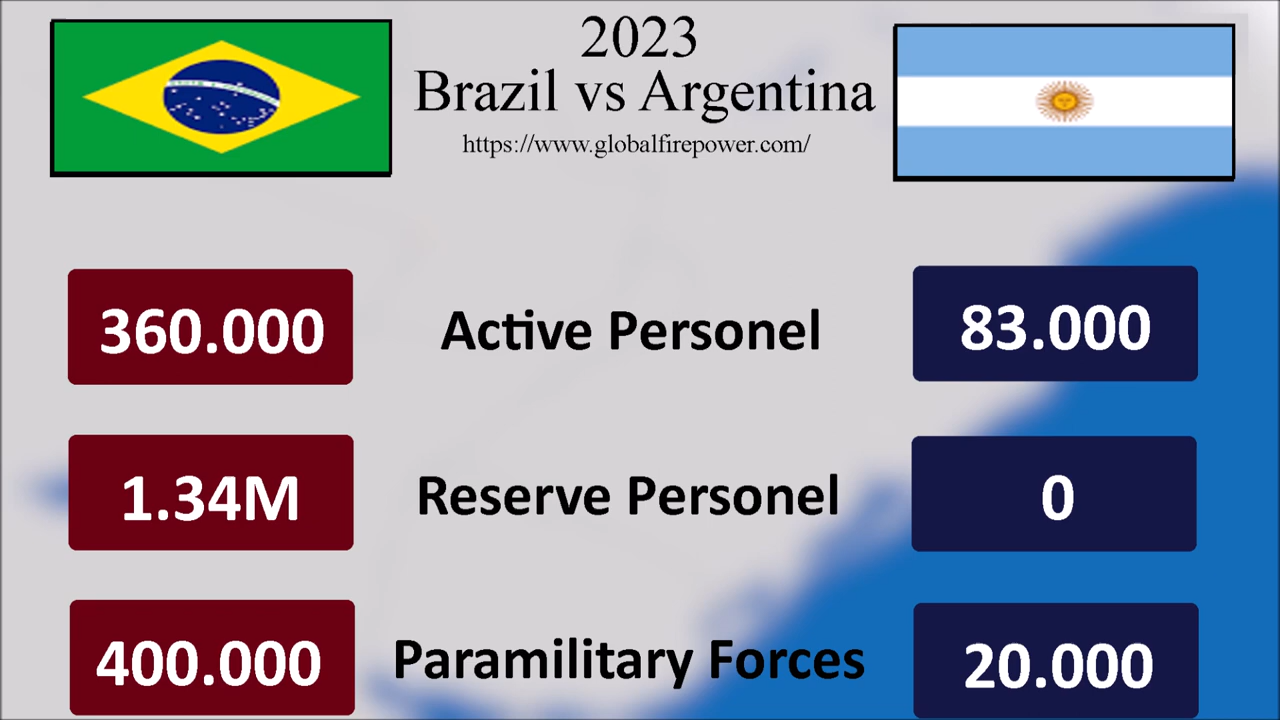 2023
Brazil vs Argentina
https://www.globalfirepower.com/
360.000 Active Personel 83.000
1.34M Reserve Personel 0
400.000 Paramilitary Forces 20.000